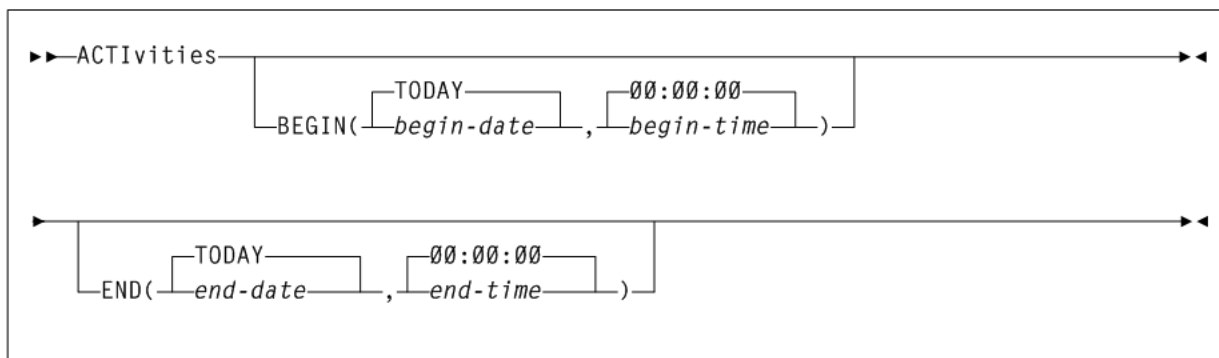 ACTIvities
TODAY 00:00:00
BEGIN( begin-date , begin-time )
TODAY 00:00:00
END( end-date , end-time )